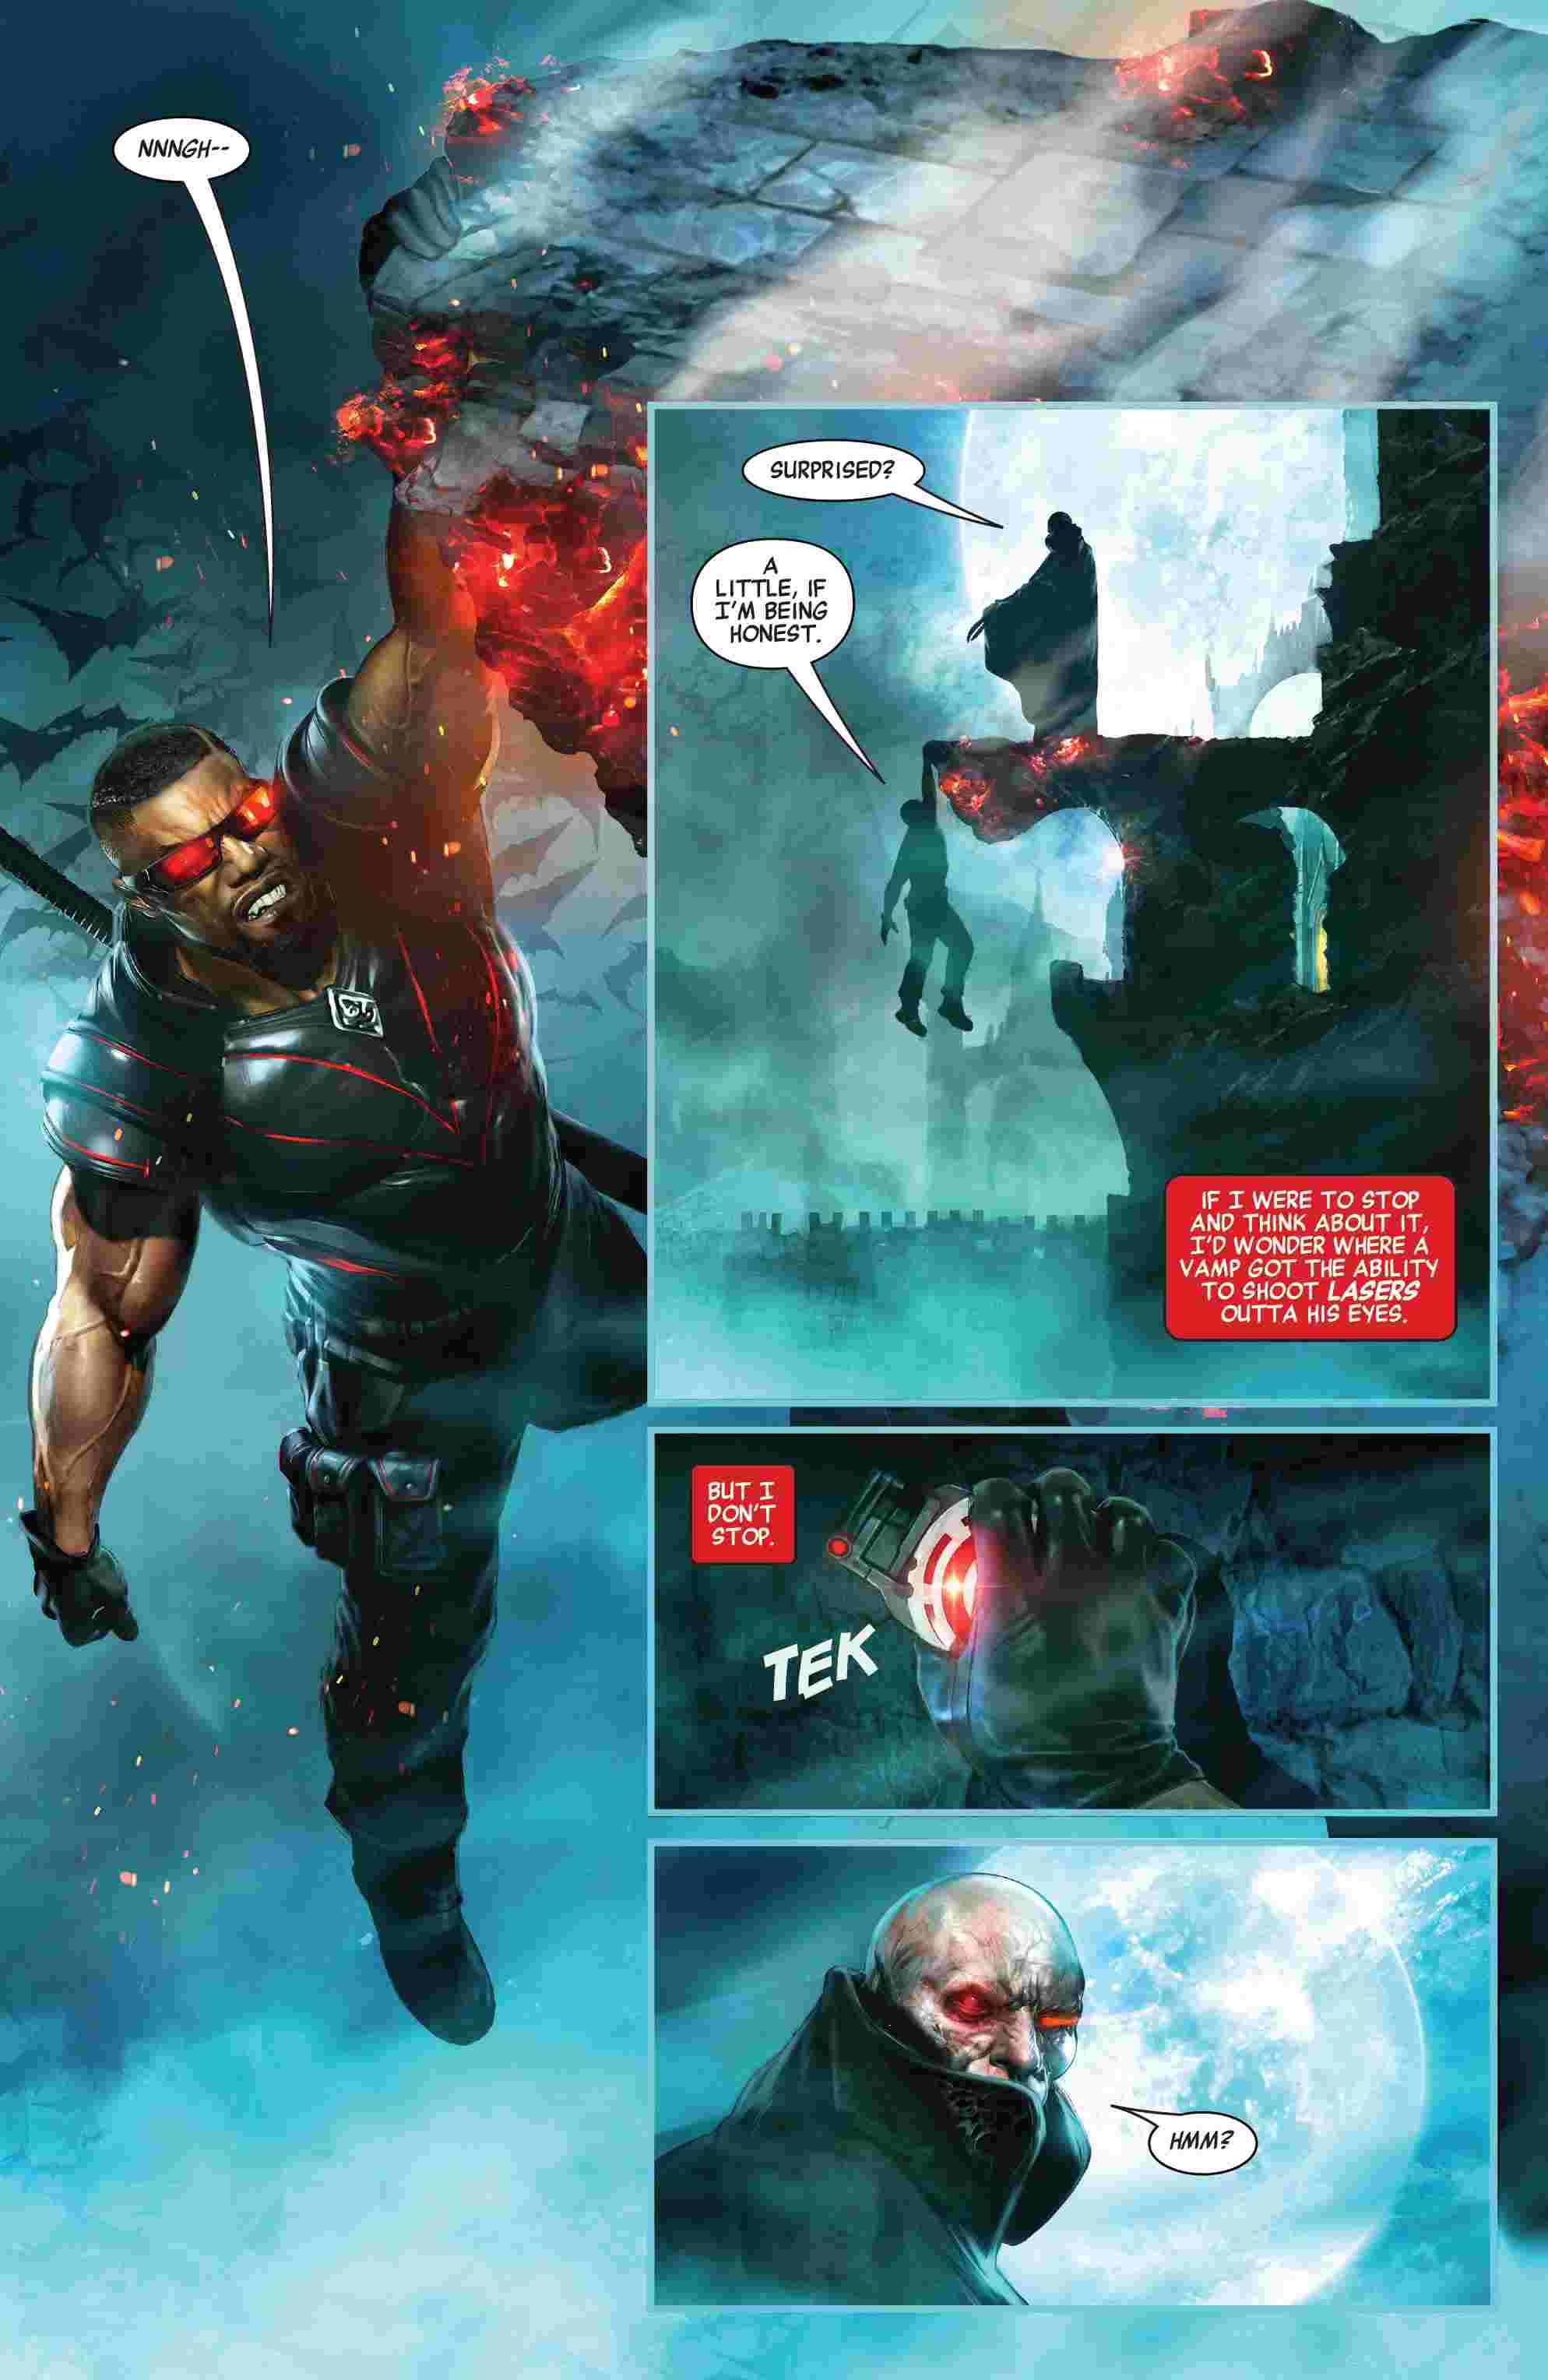 NNNGH--
SURPRISED?
A
LITTLE, IF
I'M BEING
HONEST.
IF I WERE TO STOP
AND THINK ABOUT IT,
I'D WONDER WHERE A
VAMP GOT THE ABILITY
TO SHOOT LASERS
OUTTA HIS EYES.
BUT I
DON'T
STOP.
TEK
HMM?